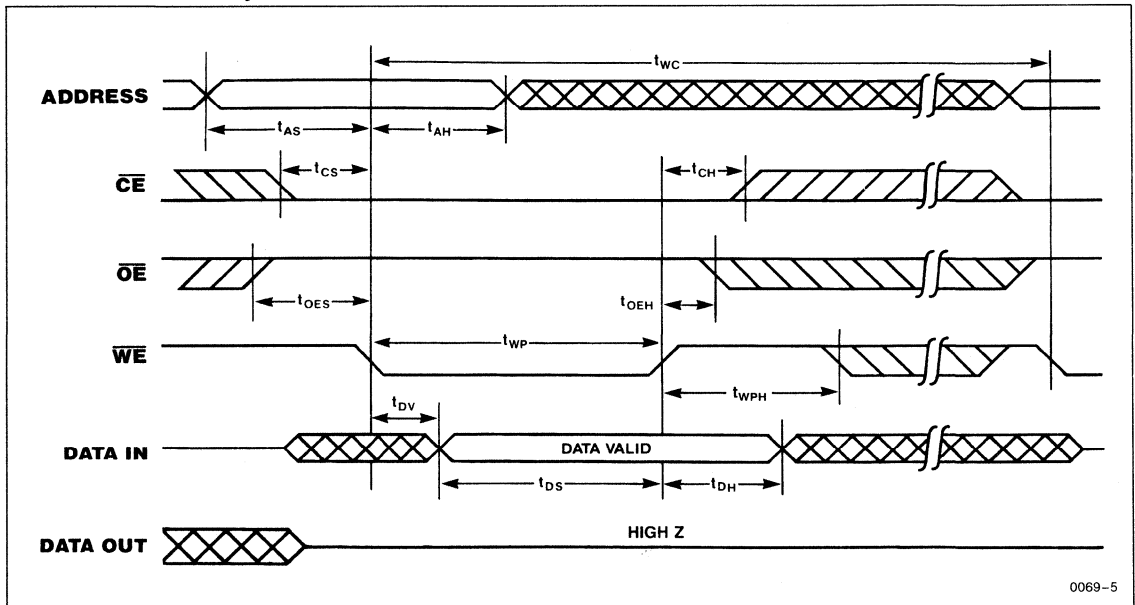 tWC
ADDRESS
tAS
tAH
tCS
tCH
CE
OE
tOES
tOEH
tWP
WE
tWPH
tDV
DATA IN
DATA VALID
tDS
tDH
HIGH Z
DATA OUT
0069-5